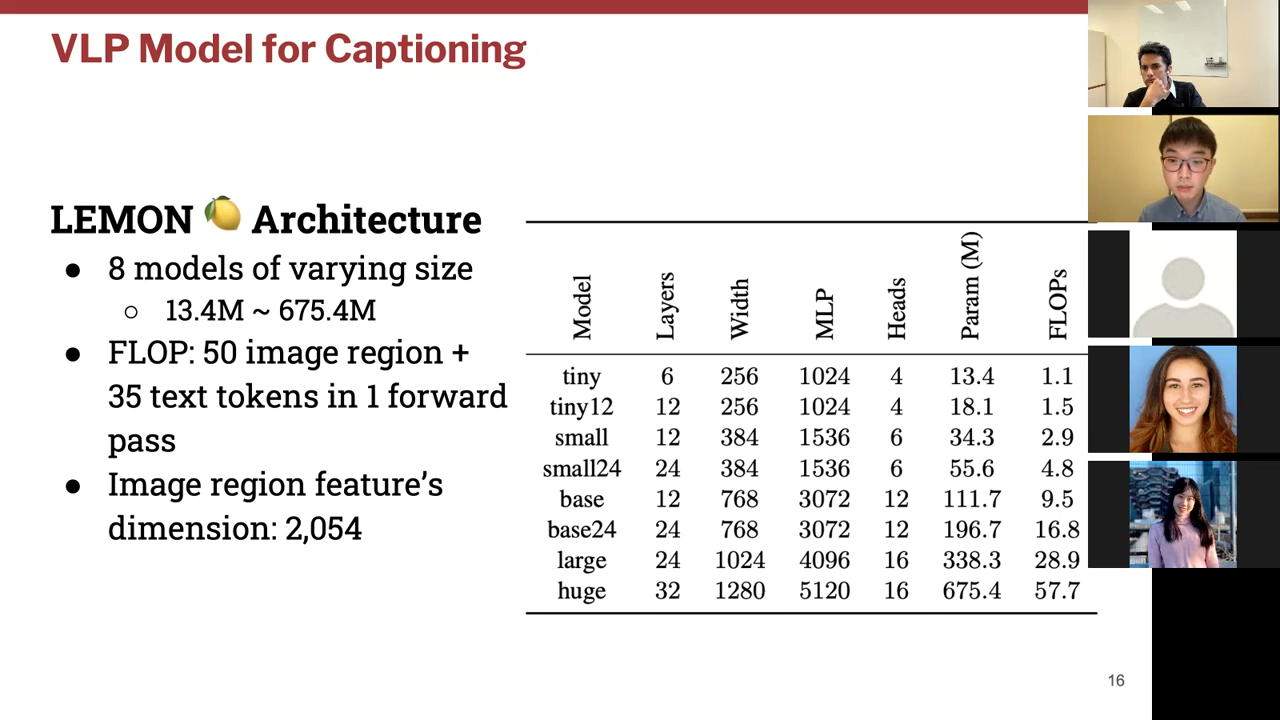 VLP Model for Captioning
LEMON 🍋 Architecture
● 8 models of varying size
○ 13.4M ~ 675.4M
● FLOP: 50 image region +
35 text tokens in 1 forward
pass
● Image region feature’s
dimension: 2,054
Model Layers Width MLP Heads Param (M) FLOPs
tiny 6 256 1024 4 13.4 1.1
tiny12 12 256 1024 4 18.1 1.5
small 12 384 1536 6 34.3 2.9
small24 24 384 1536 6 55.6 4.8
base 12 768 3072 12 111.7 9.5
base24 24 768 3072 12 196.7 16.8
large 24 1024 4096 16 338.3 28.9
huge 32 1280 5120 16 675.4 57.7
16